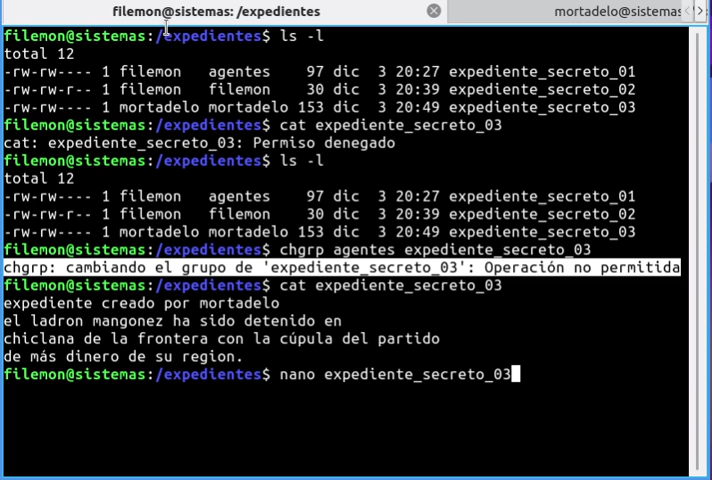 filemon@sistemas: /expedientes
mortadelo@sistemas
filemon@sistemas:/expedientes$ ls -l
total 12
-rw-rw---- 1 filemon   agentes    97 dic  3 20:27 expediente_secreto_01
-rw-rw-r-- 1 filemon   filemon    30 dic  3 20:39 expediente_secreto_02
-rw-rw---- 1 mortadelo mortadelo 153 dic  3 20:49 expediente_secreto_03
filemon@sistemas:/expedientes$ cat expediente_secreto_03
cat: expediente_secreto_03: Permiso denegado
filemon@sistemas:/expedientes$ ls -l
total 12
-rw-rw---- 1 filemon   agentes    97 dic  3 20:27 expediente_secreto_01
-rw-rw-r-- 1 filemon   filemon    30 dic  3 20:39 expediente_secreto_02
-rw-rw---- 1 mortadelo mortadelo 153 dic  3 20:49 expediente_secreto_03
filemon@sistemas:/expedientes$ chgrp agentes expediente_secreto_03
chgrp: cambiando el grupo de 'expediente_secreto_03': Operación no permitida
filemon@sistemas:/expedientes$ cat expediente_secreto_03
expediente creado por mortadelo
el ladron mangonez ha sido detenido en
chiclana de la frontera con la cúpula del partido
de más dinero de su region.
filemon@sistemas:/expedientes$ nano expediente_secreto_03